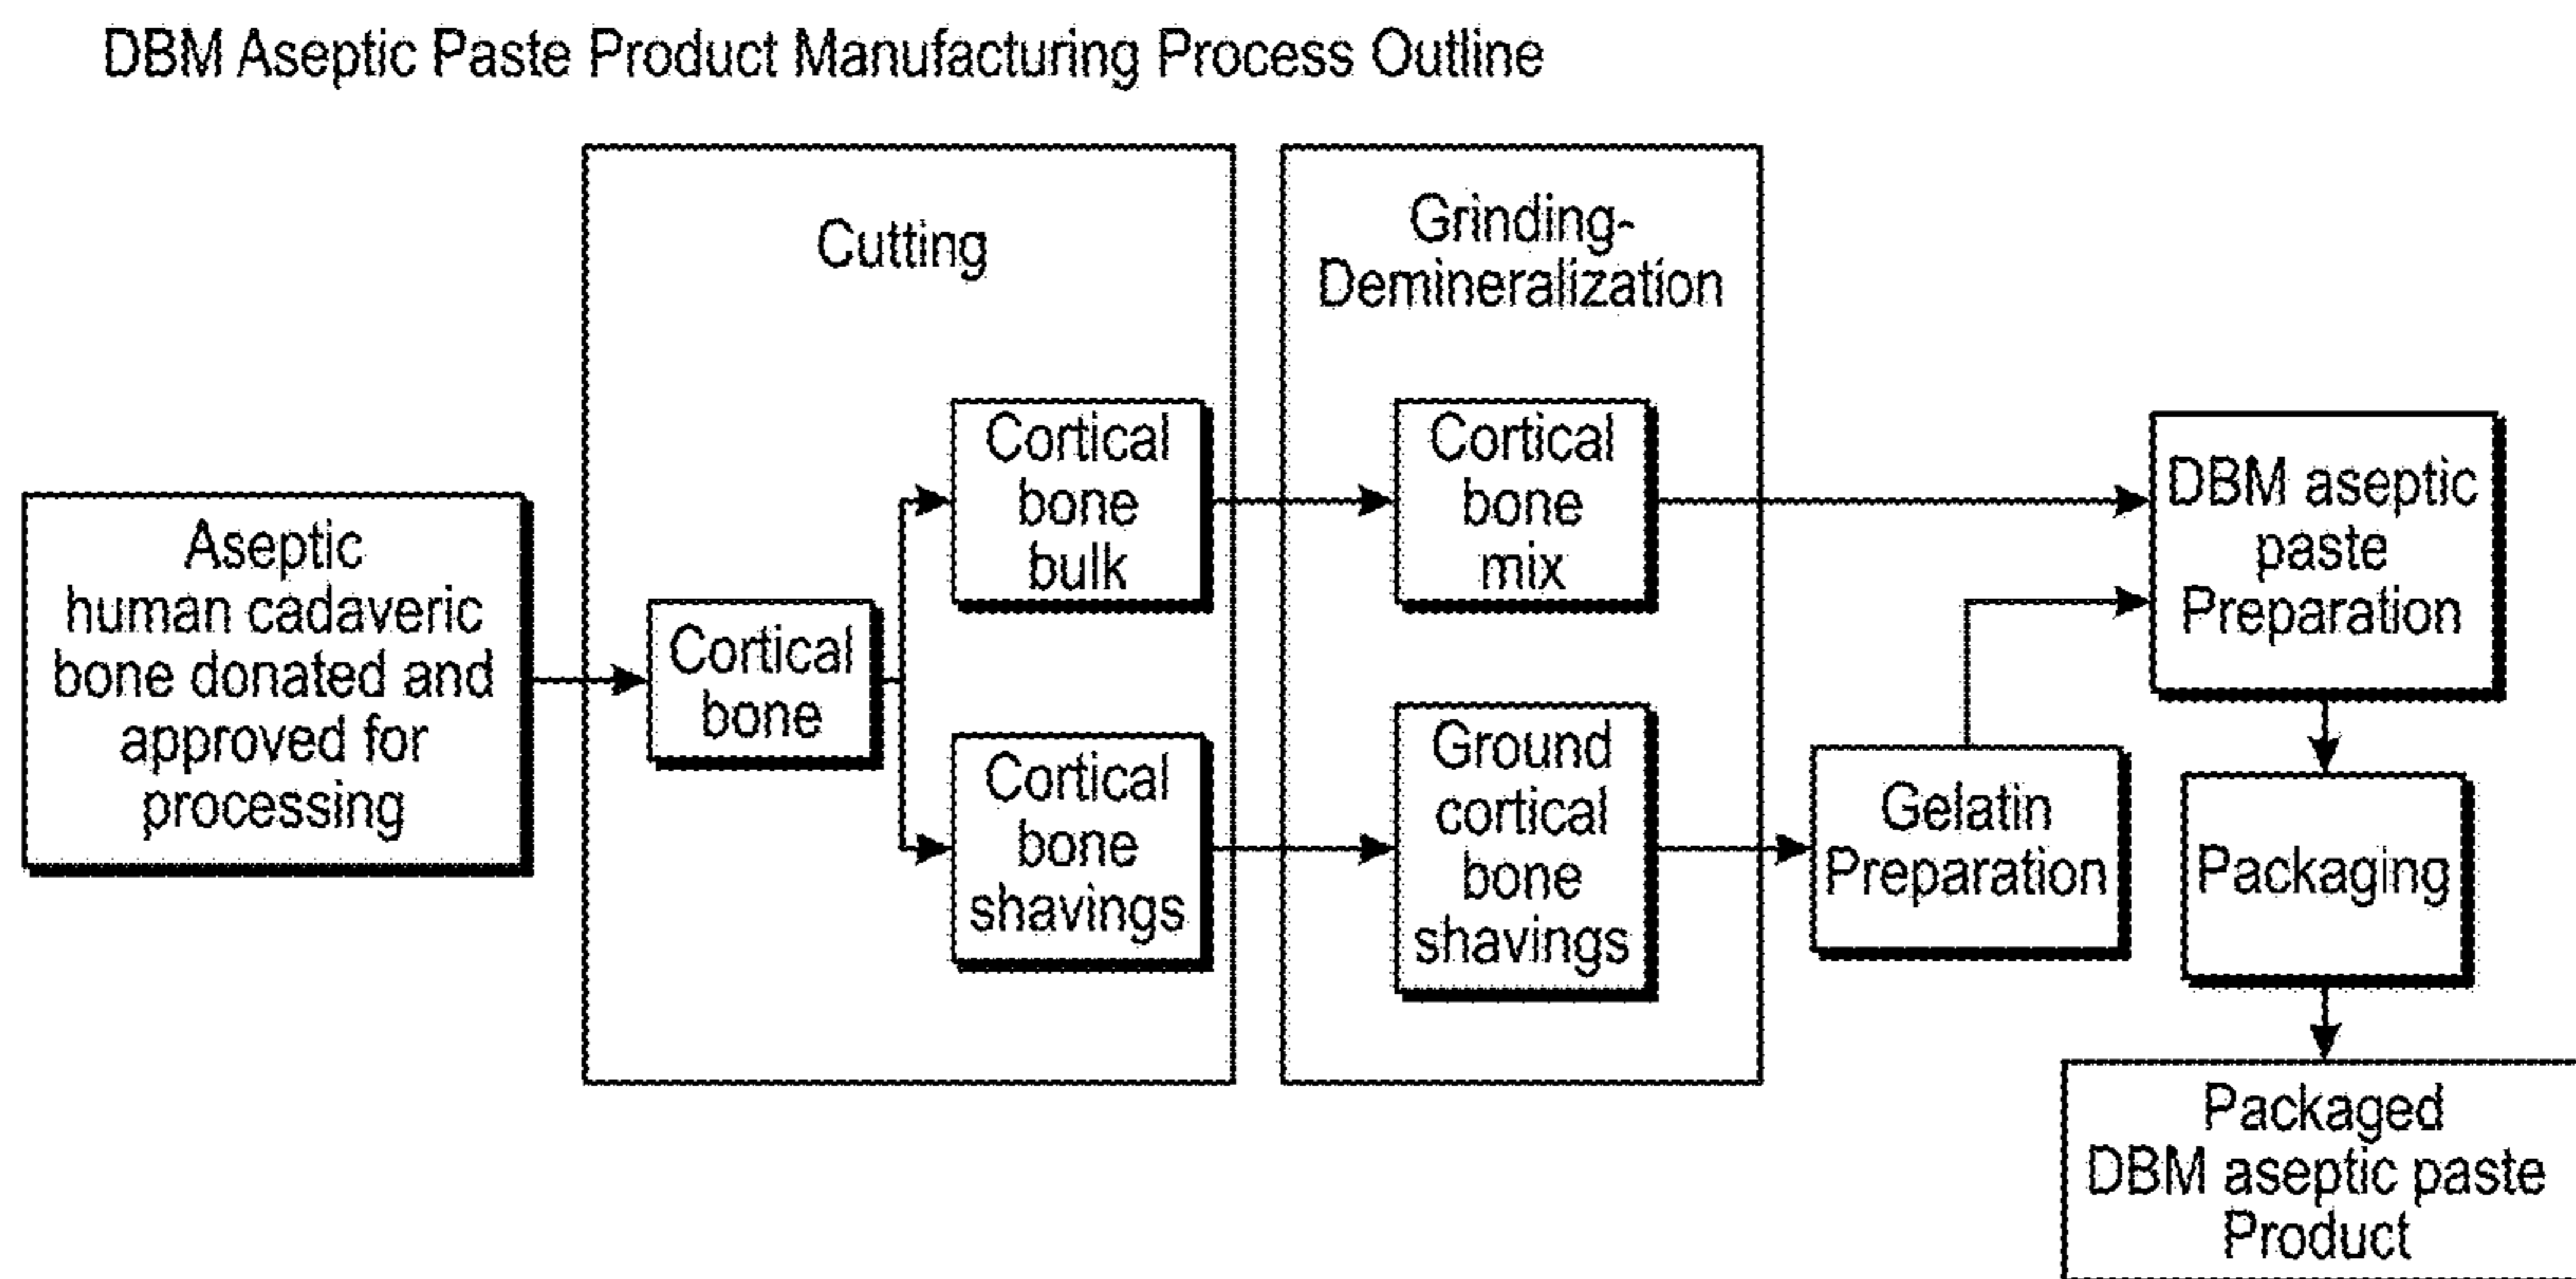 DBM Aseptic Paste Product Manufacturing Process Outline
Aseptic
human cadaveric
bone donated and
approved for
processing
Cutting
Cortical
bone
Cortical
bone
bulk
Cortical
bone
shavings
Grinding-
Demineralization
Cortical
bone
mix
Ground
cortical
bone
shavings
Gelatin
Preparation
DBM aseptic
paste
Preparation
Packaging
Packaged
DBM aseptic paste
Product